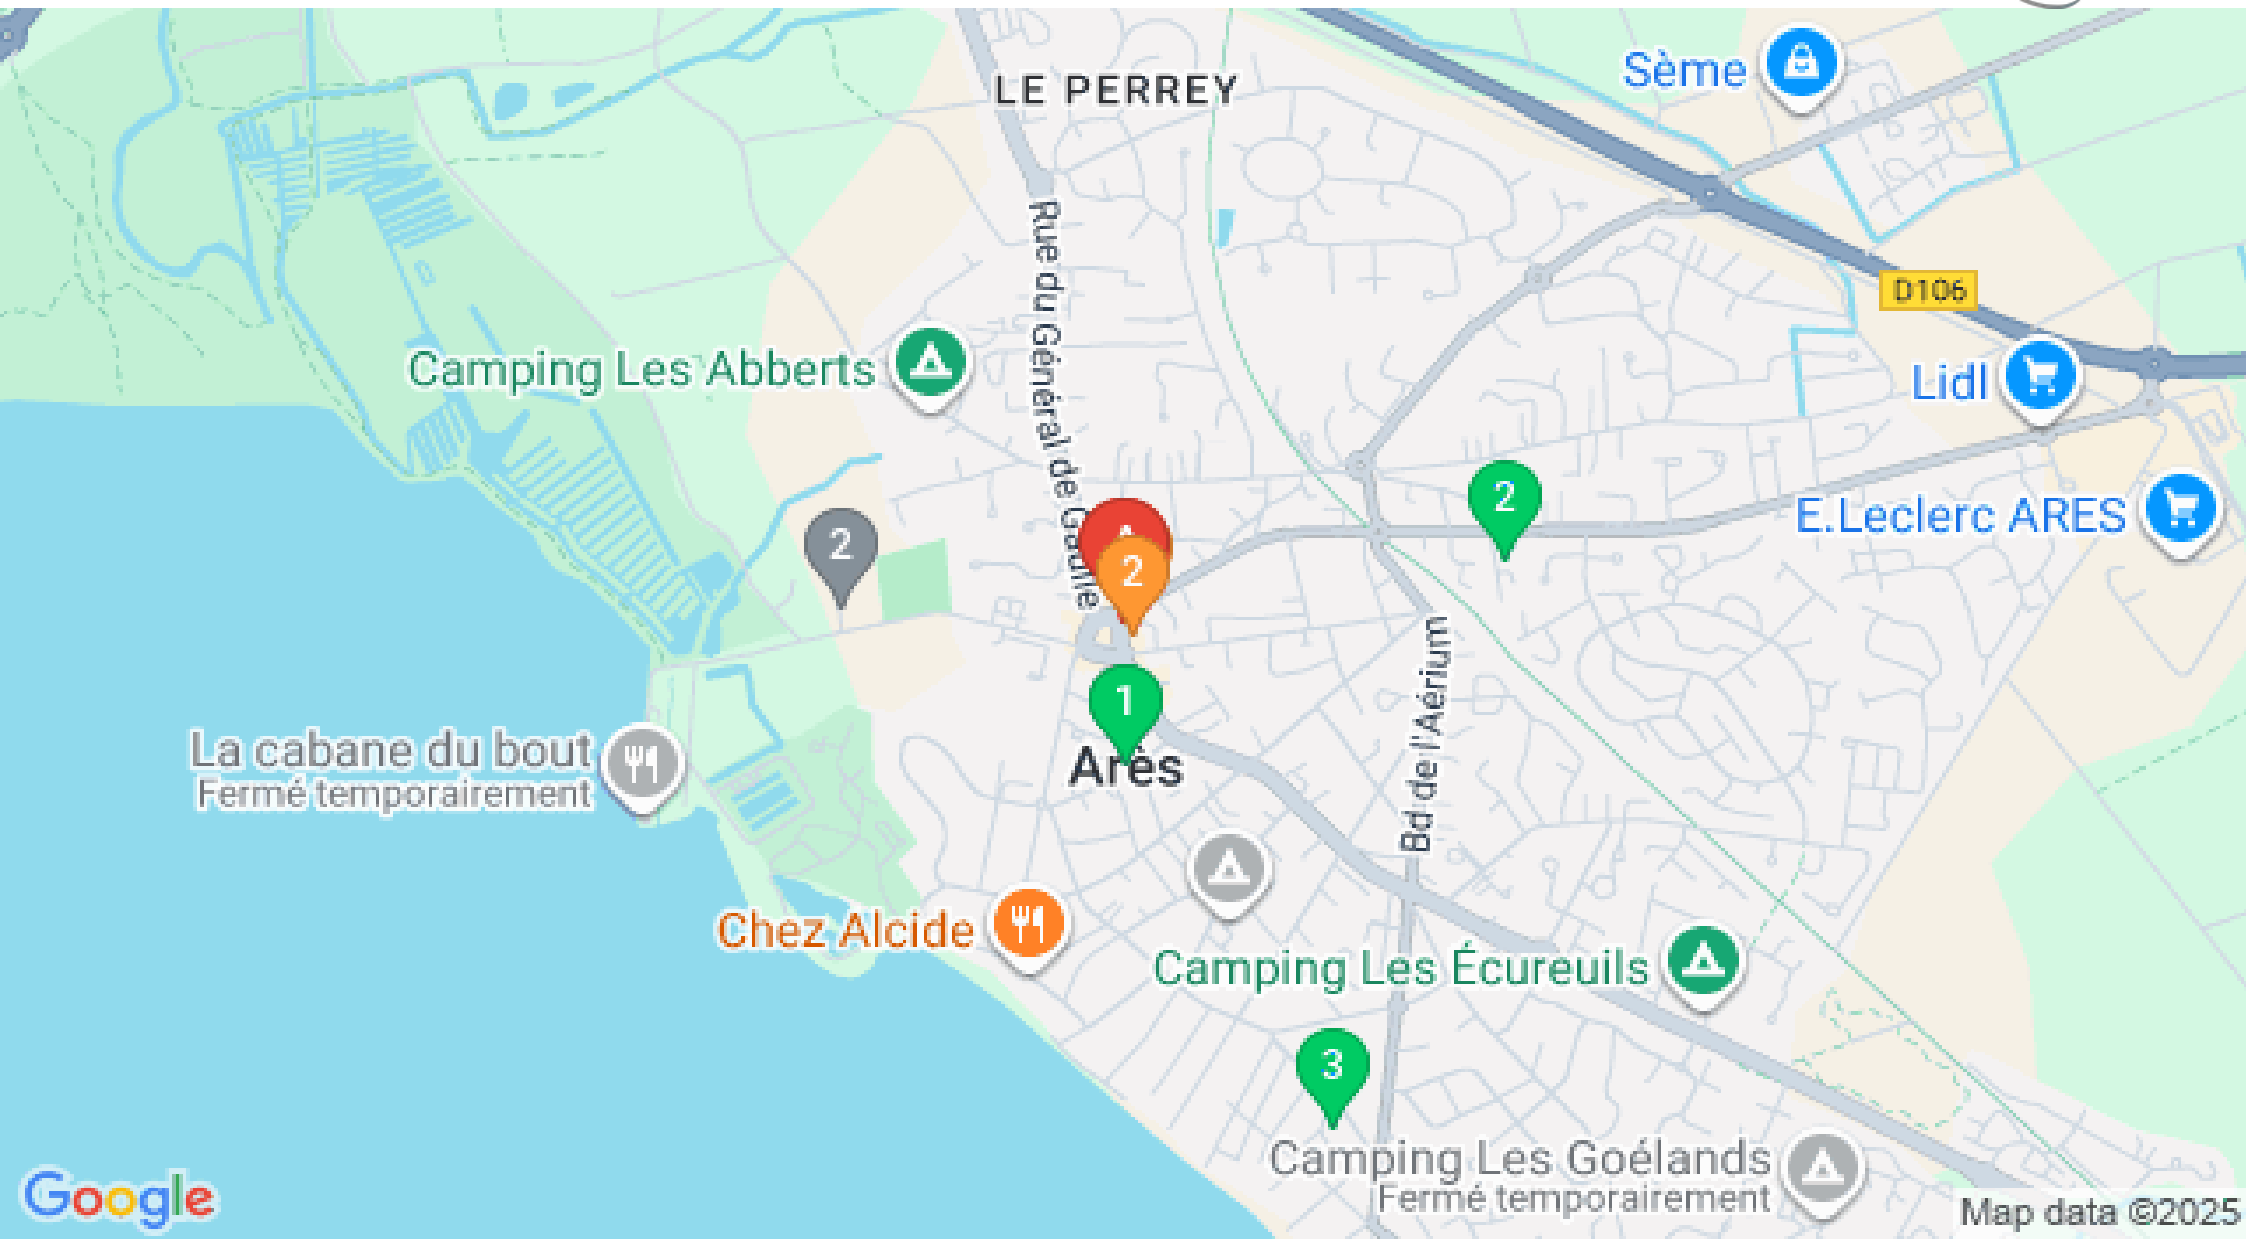 LE PERREY
Sème
Rue du Général de Gaulle
D106
Camping Les Abberts
Lidl
2
E.Leclerc ARES
2
2
1
Arès
Bd de l'Aérium
La cabane du bout
Fermé temporairement
Chez Alcide
Camping Les Écureuils
3
Camping Les Goélands
Fermé temporairement
Google
Map data ©2025